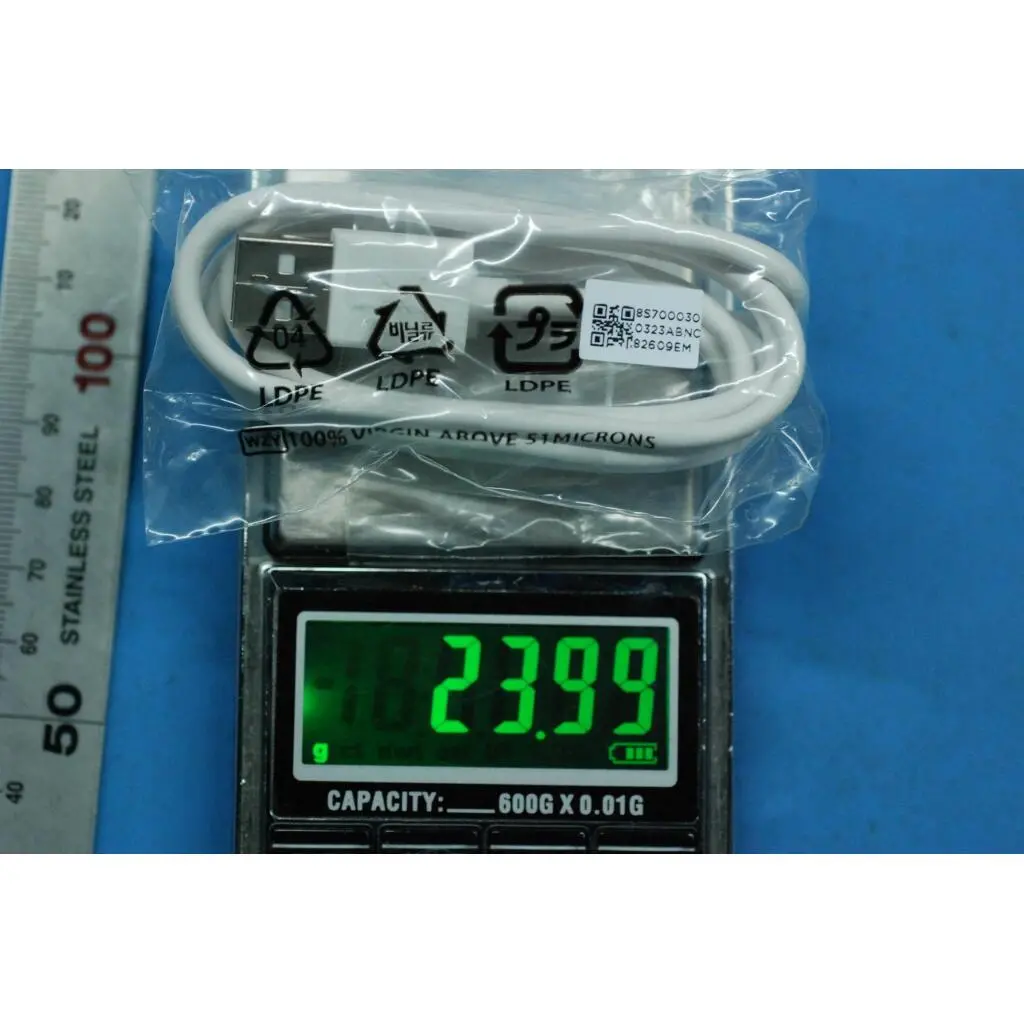 20
10
100
90
STAINLESS STEEL
80
70
60
50
40
04
LDPE
비닐류
LDPE
プラ
LDPE
8S700030
0323ABNC
82609EM
WZY 100% VIRGIN ABOVE 51MICRONS
23.99
g
CAPACITY: 600G X 0.01G